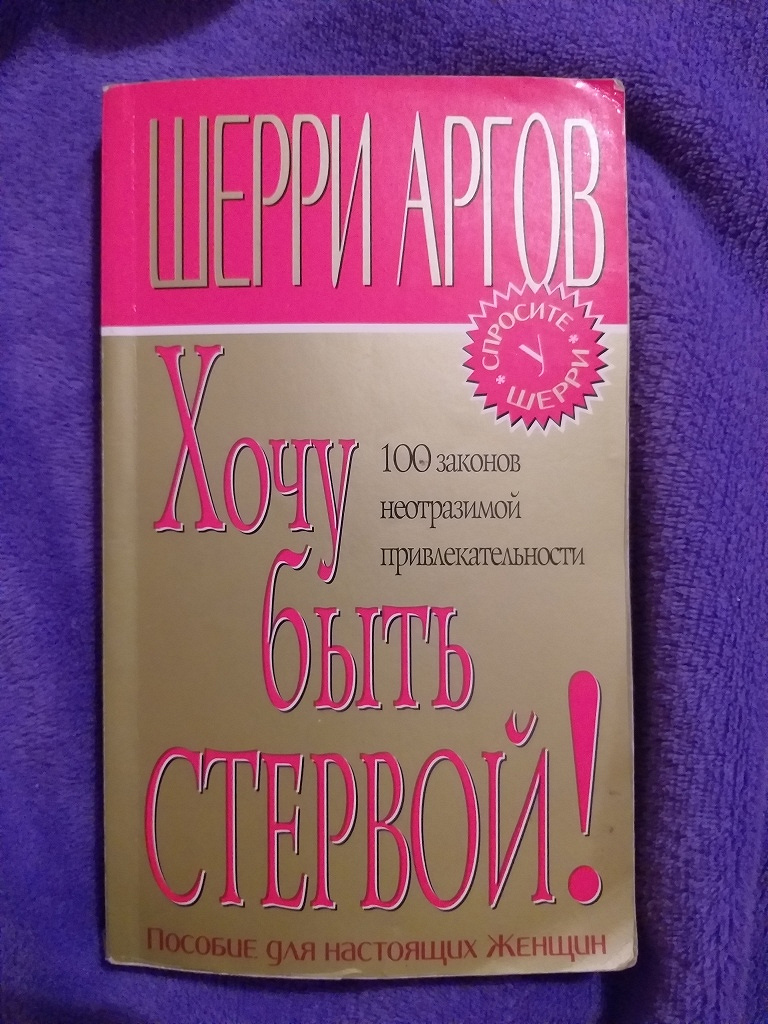 ШЕРРИ АРГОВ
* СПРОСИТЕ *
У
ШЕРРИ
Хочу
100 законов
неотразимой
привлекательности
быть
СТЕРВОЙ!
Пособие для настоящих Женщин